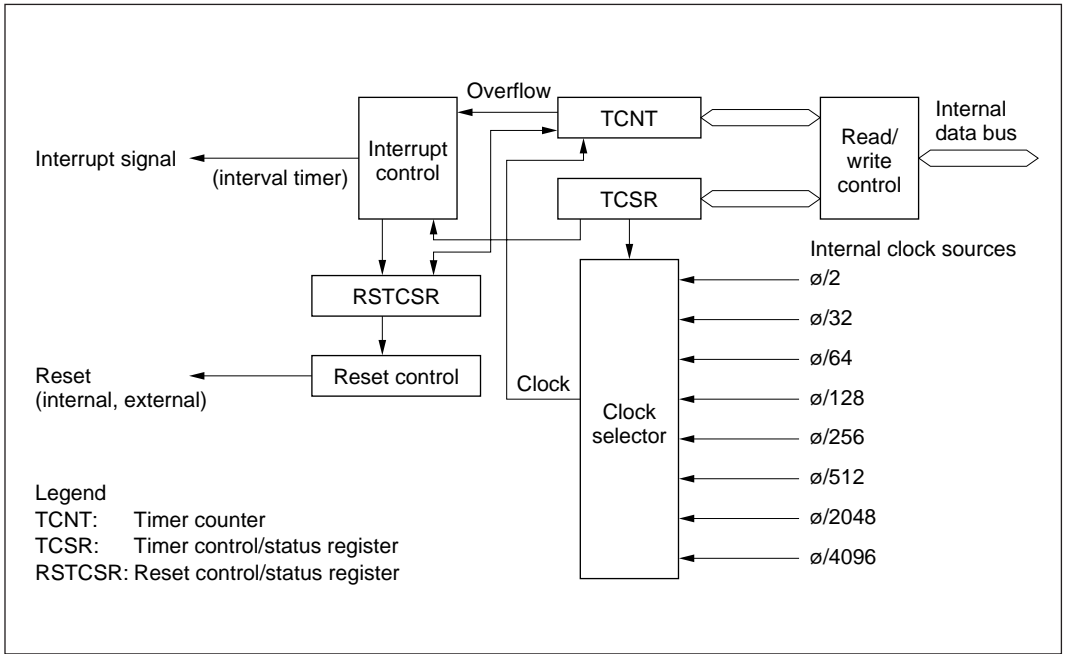 Overflow
TCNT
Internal
data bus
Read/
write
control
Interrupt
control
Interrupt signal
(interval timer)
TCSR
Internal clock sources
RSTCSR
ø/2
ø/32
ø/64
Reset control
Reset
(internal, external)
Clock
ø/128
Clock
selector
ø/256
ø/512
ø/2048
ø/4096
Legend
TCNT: Timer counter
TCSR: Timer control/status register
RSTCSR: Reset control/status register